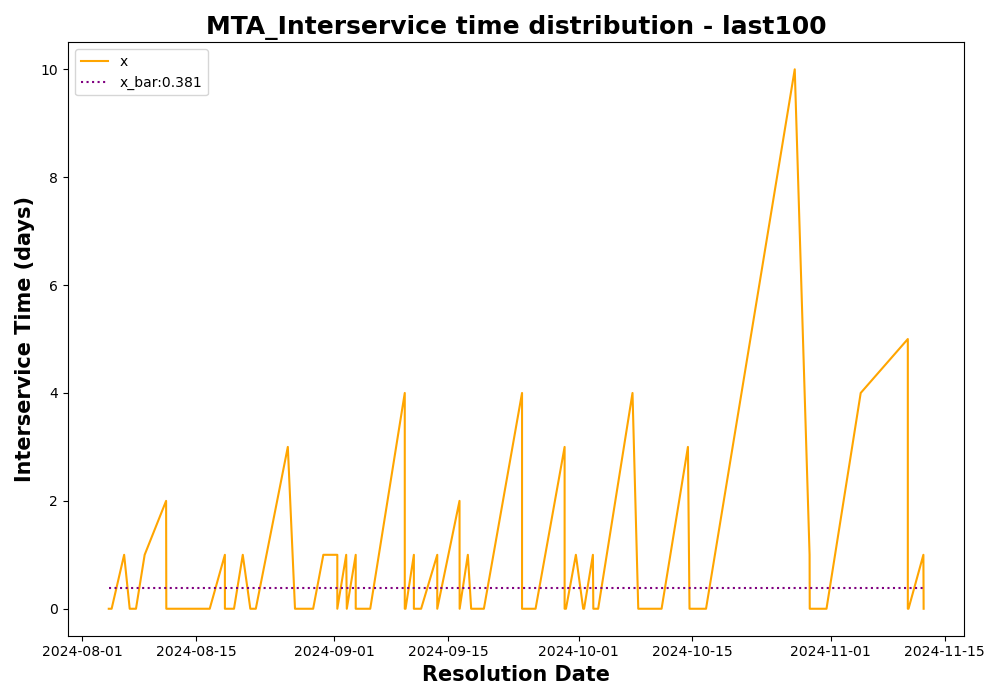 MTA_Interservice time distribution - last100
x
x_bar:0.381
Interservice Time (days)
10
8
6
4
2
0
2024-08-01 2024-08-15 2024-09-01 2024-09-15 2024-10-01 2024-10-15 2024-11-01 2024-11-15
Resolution Date